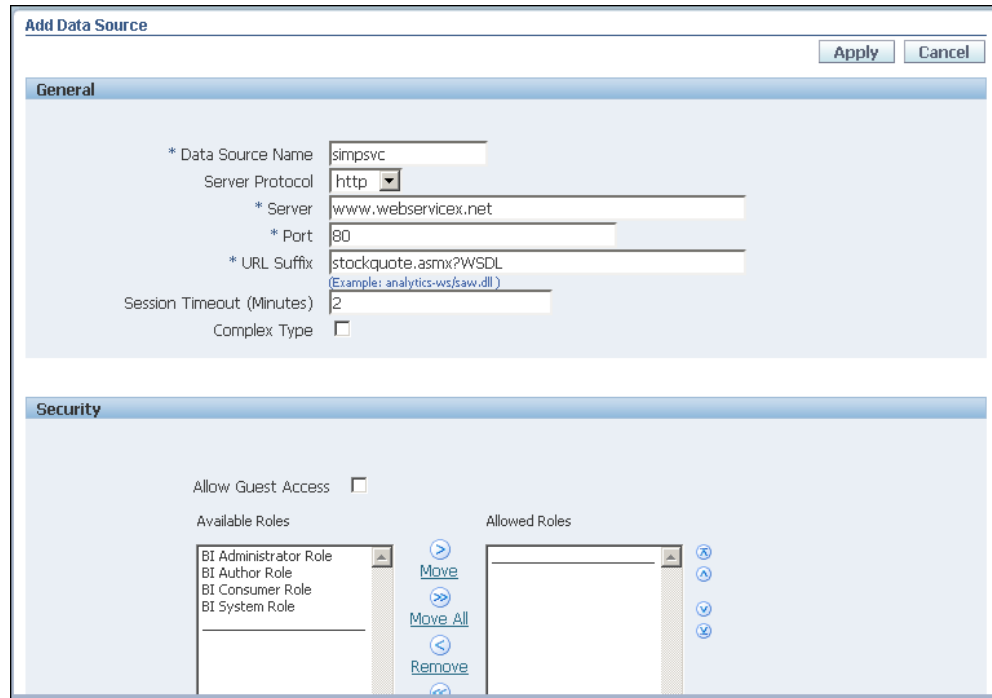 Add Data Source
Apply Cancel
General
* Data Source Name simpsvc
Server Protocol http
* Server www.webservicex.net
* Port 80
* URL Suffix stockquote.asmx?WSDL
(Example: analytics-ws/saw.dll )
Session Timeout (Minutes) 2
Complex Type
Security
Allow Guest Access
Available Roles Allowed Roles
BI Administrator Role
BI Author Role
BI Consumer Role
BI System Role
Move
Move All
Remove